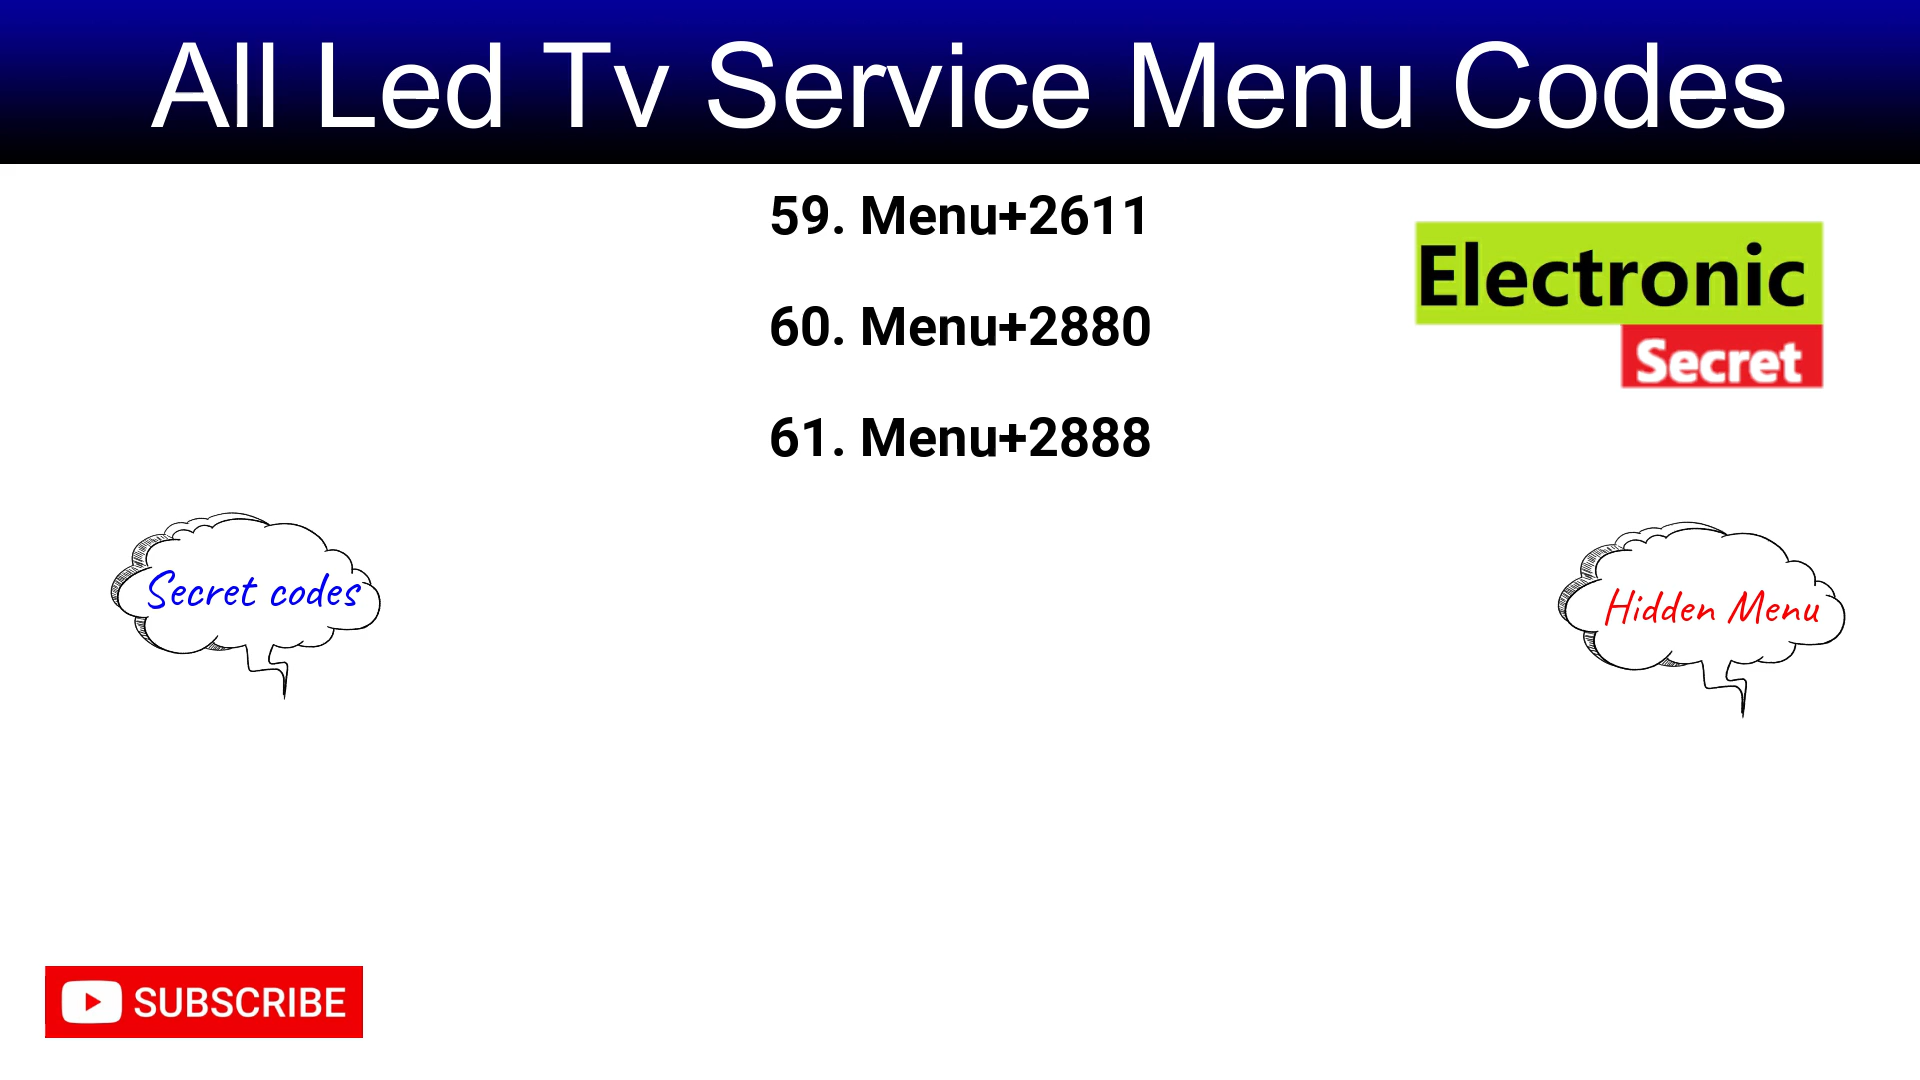 All Led Tv Service Menu Codes
59. Menu+2611
60. Menu+2880
61. Menu+2888
Electronic
Secret
Secret codes
Hidden Menu
SUBSCRIBE